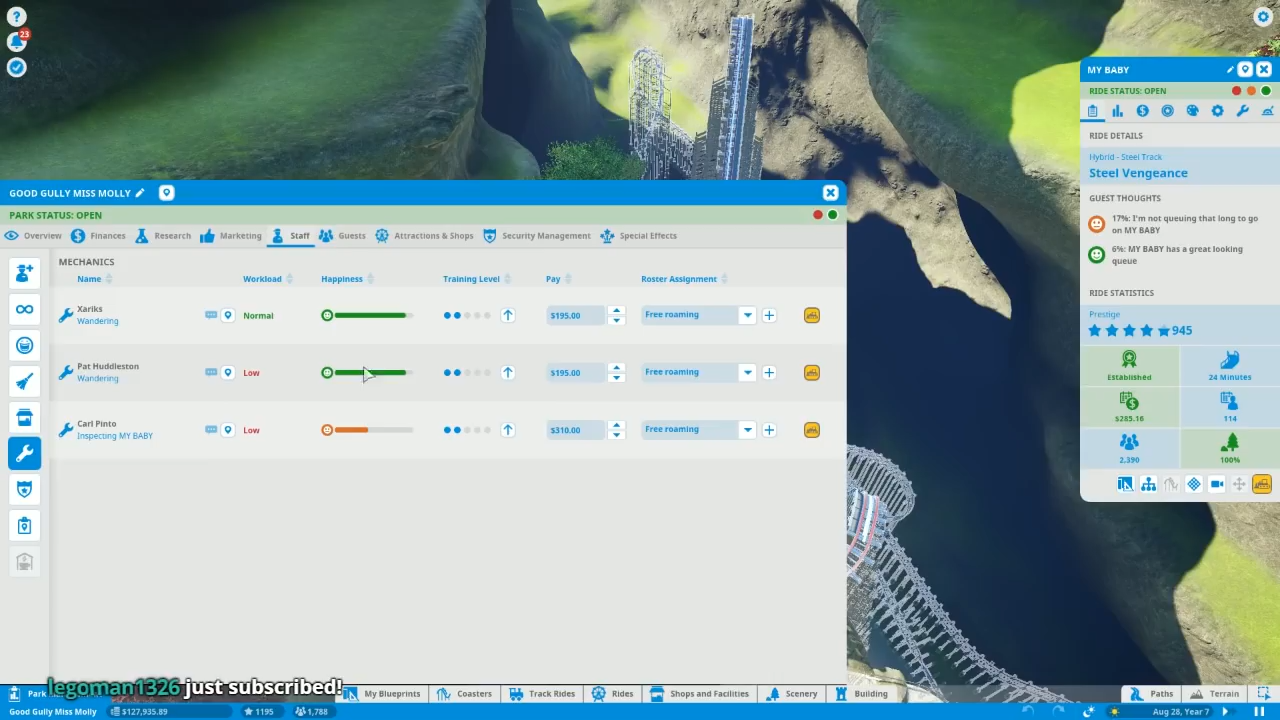 ?
23
GOOD GULLY MISS MOLLY
PARK STATUS: OPEN
Overview Finances Research Marketing Staff Guests Attractions & Shops Security Management Special Effects
MECHANICS
Name Workload Happiness Training Level Pay Roster Assignment
Xariks
Wandering
Normal
$195.00
Free roaming
Pat Huddleston
Wandering
Low
$195.00
Free roaming
Carl Pinto
Inspecting MY BABY
Low
$310.00
Free roaming
MY BABY
RIDE STATUS: OPEN
RIDE DETAILS
Hybrid - Steel Track
Steel Vengeance
GUEST THOUGHTS
17%: I'm not queuing that long to go
on MY BABY
6%: MY BABY has a great looking
queue
RIDE STATISTICS
Prestige
945
Established
24 Minutes
$285.16
114
2,390
100%
legoman1326 just subscribed!
Park
My Blueprints Coasters Track Rides Rides Shops and Facilities Scenery Building Paths Terrain
Good Gully Miss Molly $127,935.89 1195 1,788 Aug 28, Year 7